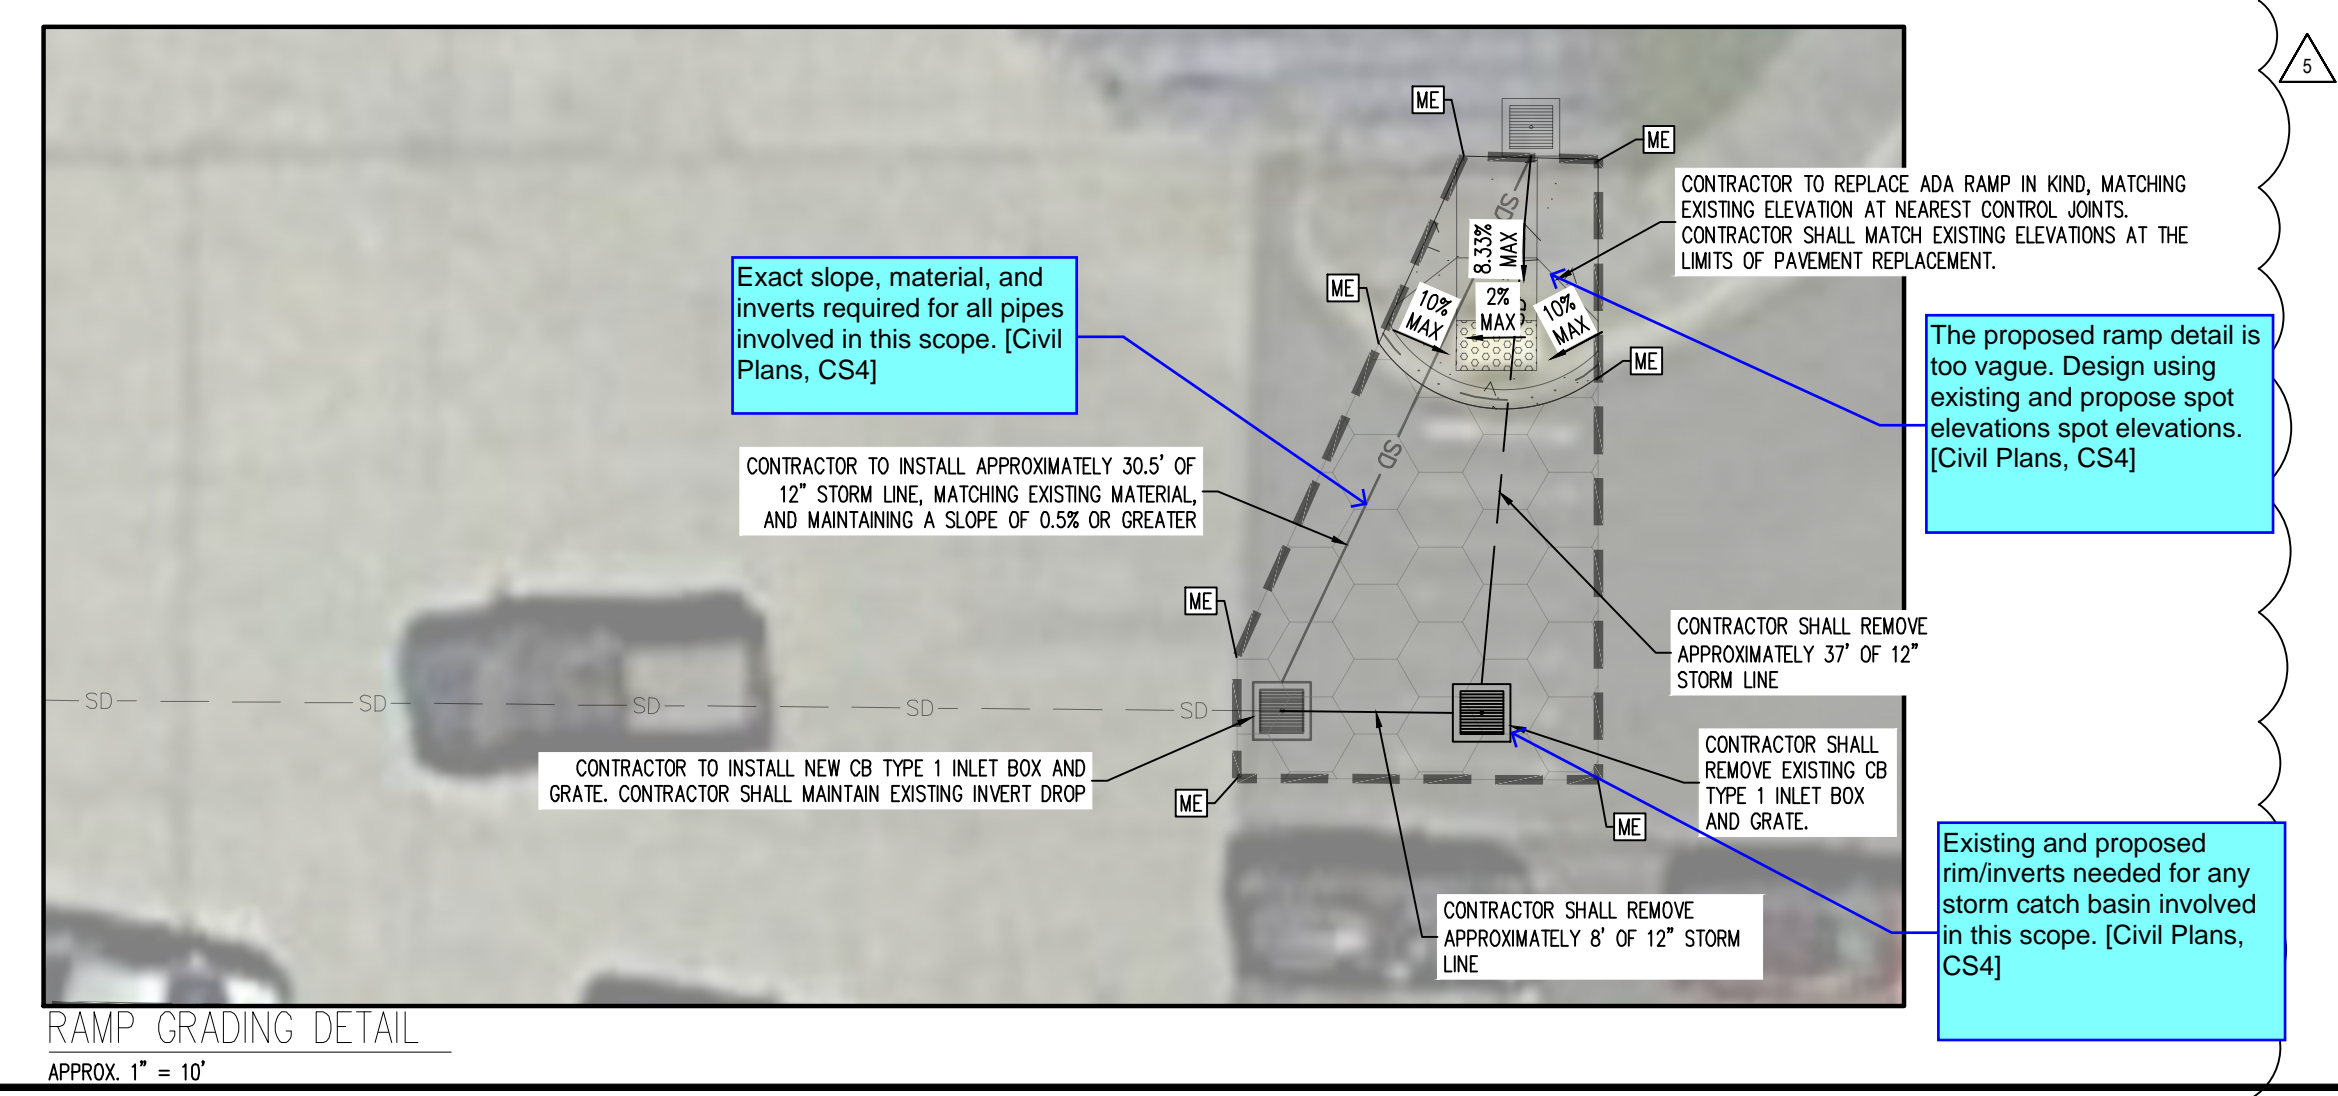 5
ME
ME
CONTRACTOR TO REPLACE ADA RAMP IN KIND, MATCHING
EXISTING ELEVATION AT NEAREST CONTROL JOINTS.
CONTRACTOR SHALL MATCH EXISTING ELEVATIONS AT THE
LIMITS OF PAVEMENT REPLACEMENT.
SD
8.33%
MAX
ME
10%
MAX
2%
MAX
10%
MAX
ME
Exact slope, material, and
inverts required for all pipes
involved in this scope. [Civil
Plans, CS4]
The proposed ramp detail is
too vague. Design using
existing and propose spot
elevations spot elevations.
[Civil Plans, CS4]
SD
CONTRACTOR TO INSTALL APPROXIMATELY 30.5' OF
12" STORM LINE, MATCHING EXISTING MATERIAL,
AND MAINTAINING A SLOPE OF 0.5% OR GREATER
ME
CONTRACTOR SHALL REMOVE
APPROXIMATELY 37' OF 12"
STORM LINE
SD
SD
SD
SD
SD
CONTRACTOR TO INSTALL NEW CB TYPE 1 INLET BOX AND
GRATE. CONTRACTOR SHALL MAINTAIN EXISTING INVERT DROP
ME
CONTRACTOR SHALL
REMOVE EXISTING CB
TYPE 1 INLET BOX
AND GRATE.
ME
Existing and proposed
rim/inverts needed for any
storm catch basin involved
in this scope. [Civil Plans,
CS4]
CONTRACTOR SHALL REMOVE
APPROXIMATELY 8' OF 12" STORM
LINE
RAMP GRADING DETAIL
APPROX. 1" = 10'